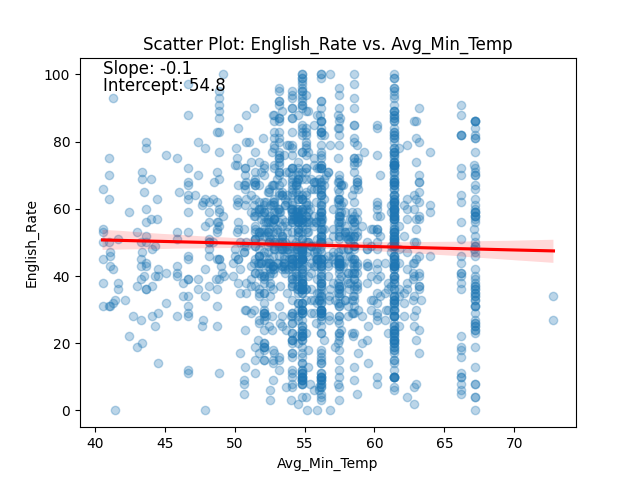 Scatter Plot: English_Rate vs. Avg_Min_Temp
Slope: -0.1
Intercept: 54.8
English_Rate
100
80
60
40
20
0
40 45 50 55 60 65 70
Avg_Min_Temp